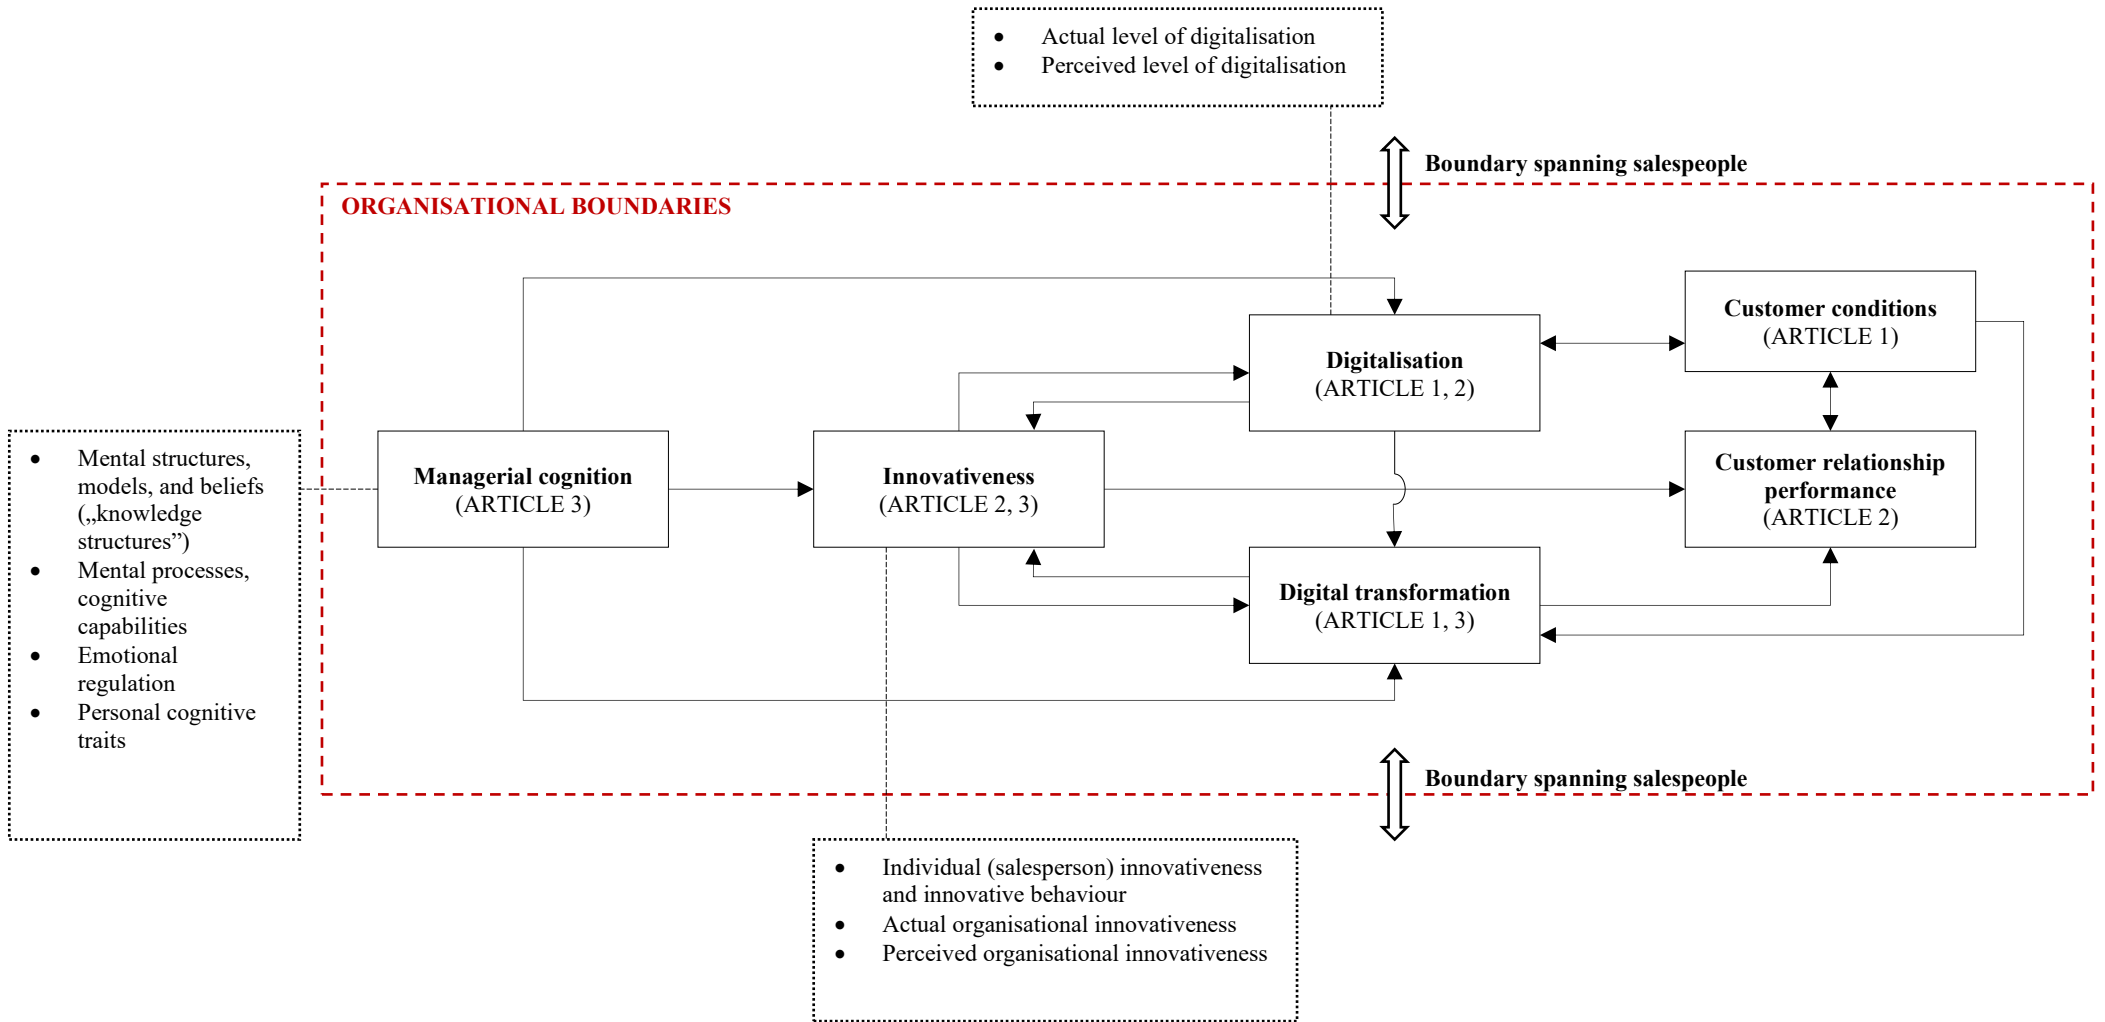 • Actual level of digitalisation
• Perceived level of digitalisation
Boundary spanning salespeople
ORGANISATIONAL BOUNDARIES
Customer conditions
(ARTICLE 1)
Digitalisation
(ARTICLE 1, 2)
• Mental structures,
models, and beliefs
(„knowledge
structures”)
• Mental processes,
cognitive
capabilities
• Emotional
regulation
• Personal cognitive
traits
Managerial cognition
(ARTICLE 3)
Innovativeness
(ARTICLE 2, 3)
Customer relationship
performance
(ARTICLE 2)
Digital transformation
(ARTICLE 1, 3)
Boundary spanning salespeople
• Individual (salesperson) innovativeness
and innovative behaviour
• Actual organisational innovativeness
• Perceived organisational innovativeness